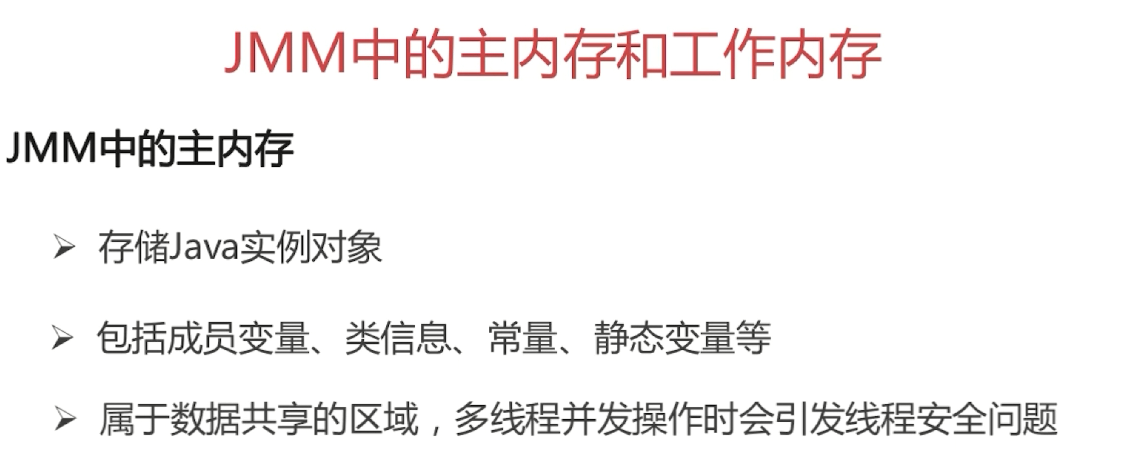 JMM中的主内存和工作内存
JMM中的主内存
➢ 存储Java实例对象
➢ 包括成员变量、类信息、常量、静态变量等
➢ 属于数据共享的区域，多线程并发操作时会引发线程安全问题